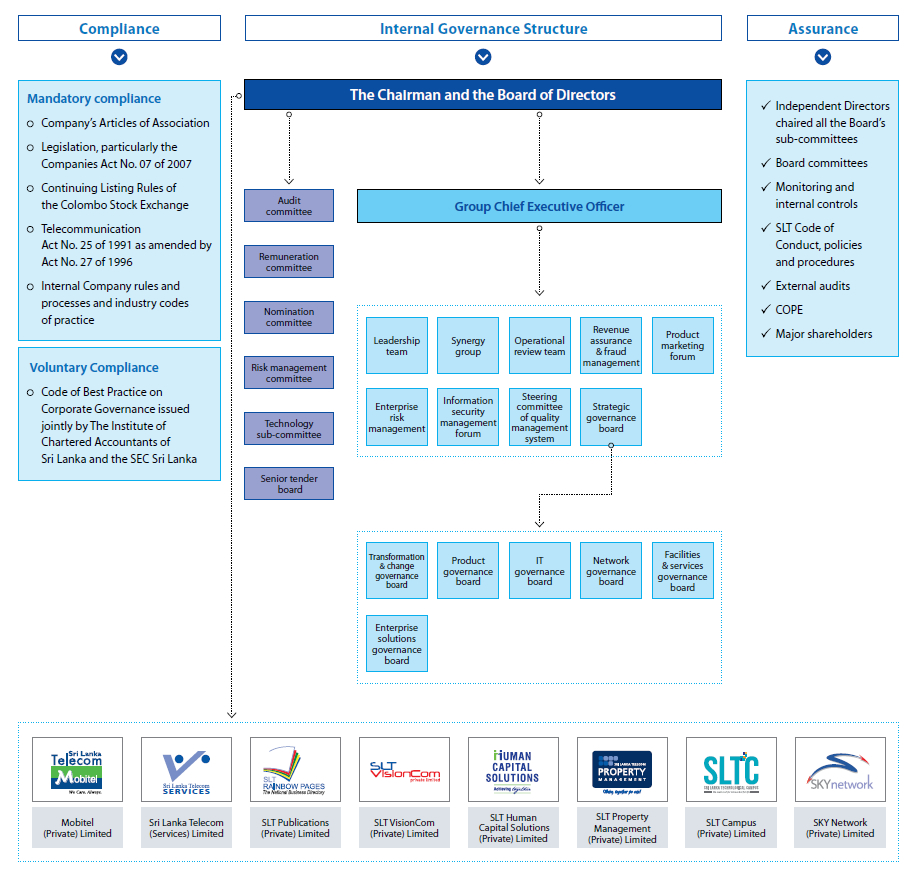 Compliance
Internal Governance Structure
Assurance
Mandatory compliance
Company's Articles of Association
Legislation, particularly the
Companies Act No. 07 of 2007
Continuing Listing Rules of
the Colombo Stock Exchange
Telecommunication
Act No. 25 of 1991 as amended by
Act No. 27 of 1996
Internal Company rules and
processes and industry codes
of practice
Voluntary Compliance
Code of Best Practice on
Corporate Governance issued
jointly by The Institute of
Chartered Accountants of
Sri Lanka and the SEC Sri Lanka
The Chairman and the Board of Directors
Audit
committee
Remuneration
committee
Nomination
committee
Risk management
committee
Technology
sub-committee
Senior tender
board
Group Chief Executive Officer
Leadership
team
Synergy
group
Operational
review team
Revenue
assurance
& fraud
management
Product
marketing
forum
Enterprise
risk
management
Information
security
management
forum
Steering
committee
of quality
management
system
Strategic
governance
board
Transformation
& change
governance
board
Product
governance
board
IT
governance
board
Network
governance
board
Facilities
& services
governance
board
Enterprise
solutions
governance
board
Independent Directors
chaired all the Board's
sub-committees
Board committees
Monitoring and
internal controls
SLT Code of
Conduct, policies
and procedures
External audits
COPE
Major shareholders
Sri Lanka
Telecom
Mobitel
We Care. Always.
Mobitel
(Private) Limited
Sri Lanka Telecom
SERVICES
Sri Lanka Telecom
(Services) Limited
SLT
RAINBOW PAGES
The National Business Directory
SLT Publications
(Private) Limited
SLT
VisionCom
private limited
SLT VisionCom
(Private) Limited
HUMAN
CAPITAL
SOLUTIONS
Achieving together
SLT Human
Capital Solutions
(Private) Limited
SRI LANKA TELECOM
PROPERTY
MANAGEMENT
SLT Property
Management
(Private) Limited
SLTC
SRI LANKA TECHNOLOGICAL CAMPUS
SLT Campus
(Private) Limited
SKYnetwork
SKY Network
(Private) Limited